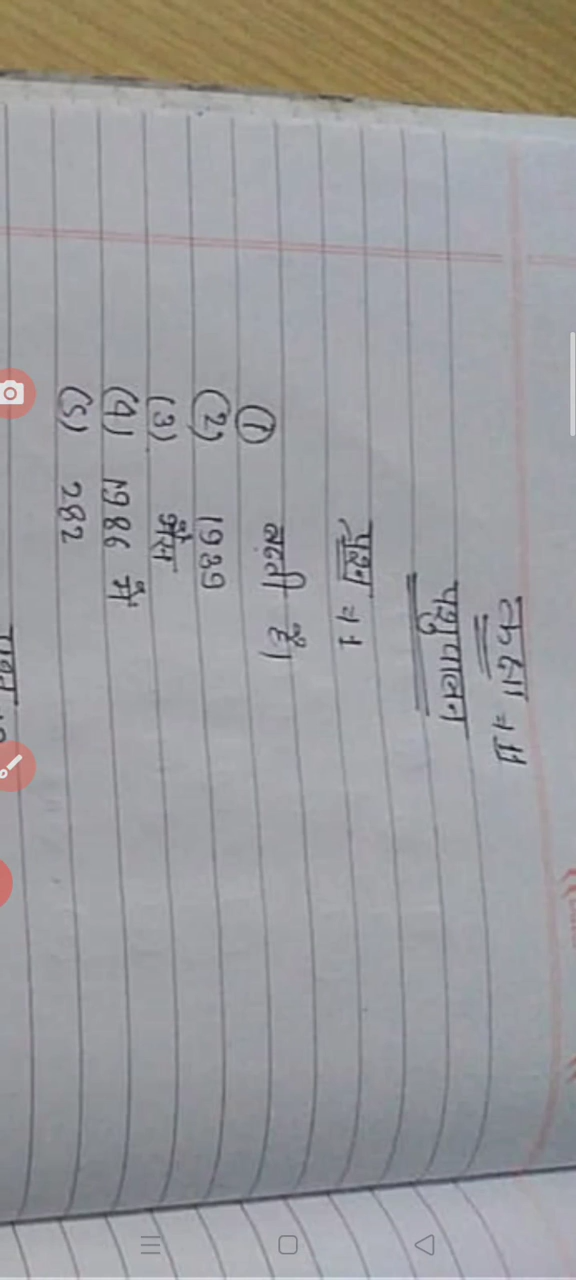 कक्षा = 11
पशुपालन
प्रश्न = 1
① बढ़ती है।
(2) 1939
(3) भैंस
(4) 1986 में
(5) 282